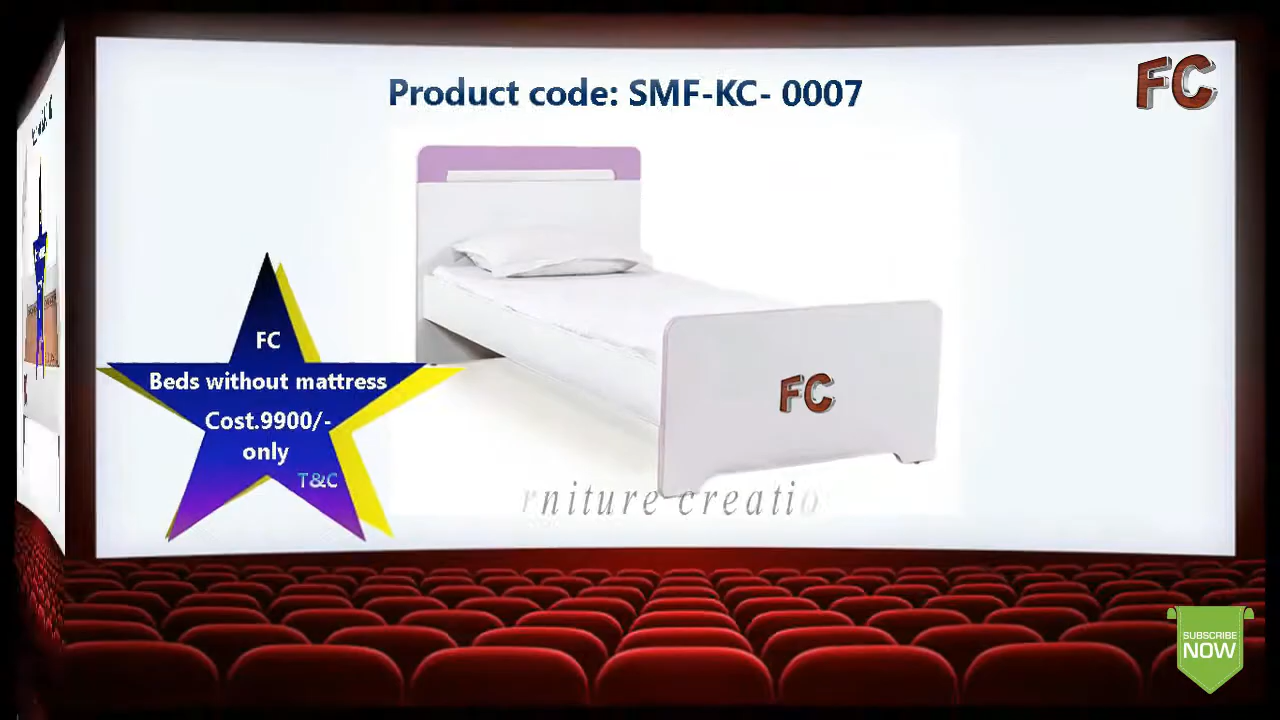 Product code: SMF-KC- 0007
FC
FC
Beds without mattress
Cost.9900/-
only
T&C
FC
rniture creatio
SUBSCRIBE
NOW